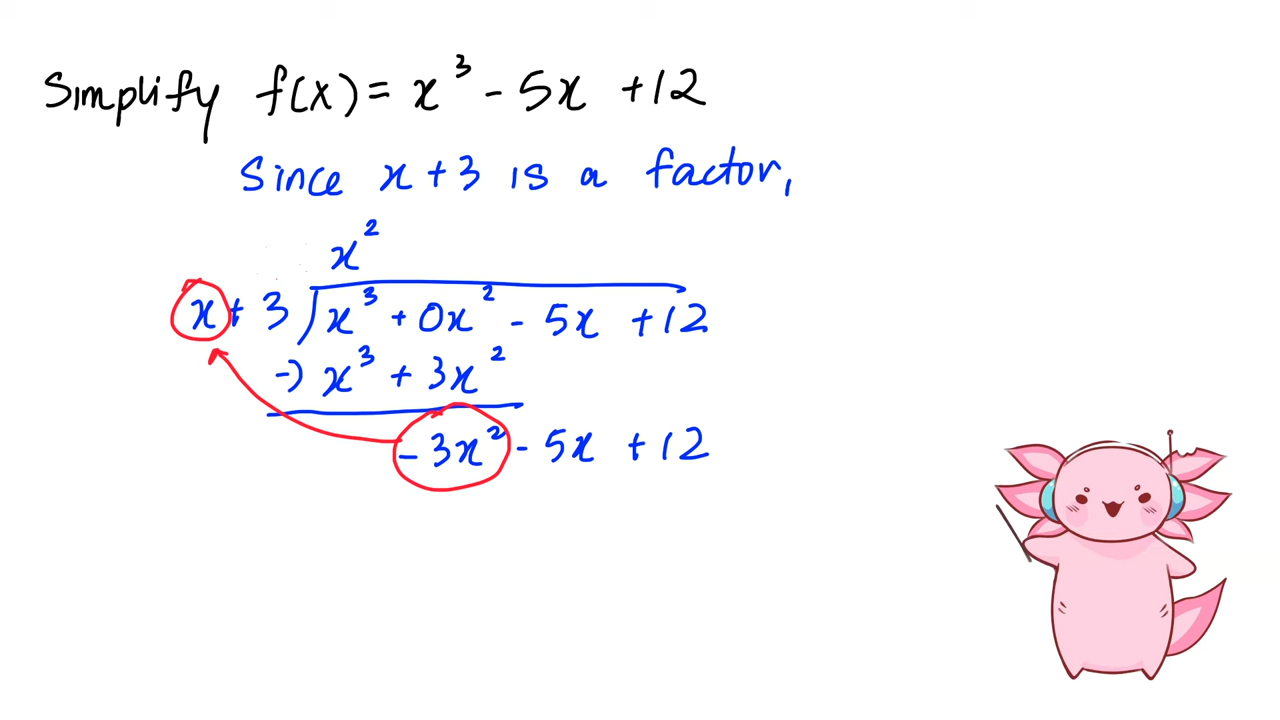 Simplify f(x) = x³ - 5x + 12
Since x + 3 is a factor,
x²
x + 3 ) x³ + 0x² - 5x + 12
-) x³ + 3x²
- 3x² - 5x + 12